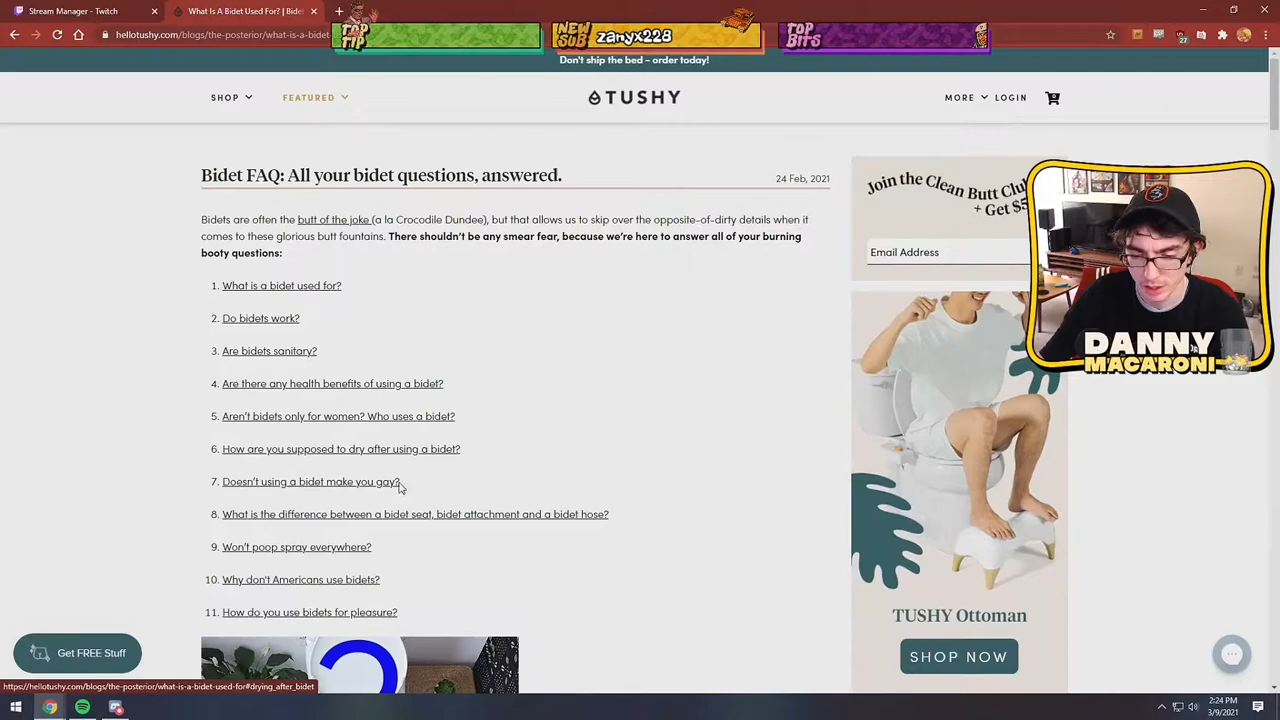 Stream Manager - Twitch
What is a Bidet used for? Bidets
hellotushy.com/blogs/the-posterior/what-is-a-bidet
TOP TIP
NEW SUB zanyx228
TOP BITS
27
Don't ship the bed – order today!
SHOP
FEATURED
TUSHY
MORE
LOGIN
0
Bidet FAQ: All your bidet questions, answered.
24 Feb, 2021
Bidets are often the butt of the joke (a la Crocodile Dundee), but that allows us to skip over the opposite-of-dirty details when it
comes to these glorious butt fountains. There shouldn't be any smear fear, because we're here to answer all of your burning
booty questions:
1. What is a bidet used for?
2. Do bidets work?
3. Are bidets sanitary?
4. Are there any health benefits of using a bidet?
5. Aren't bidets only for women? Who uses a bidet?
6. How are you supposed to dry after using a bidet?
7. Doesn't using a bidet make you gay?
8. What is the difference between a bidet seat, bidet attachment and a bidet hose?
9. Won't poop spray everywhere?
10. Why don't Americans use bidets?
11. How do you use bidets for pleasure?
Join the Clean Butt Clu
+ Get $5
Email Address
DANNY
MACARONI
TUSHY Ottoman
SHOP NOW
Get FREE Stuff
https://hellotushy.com/blogs/the-posterior/what-is-a-bidet-used-for#drying_after_bidet
2:24 PM
3/9/2021